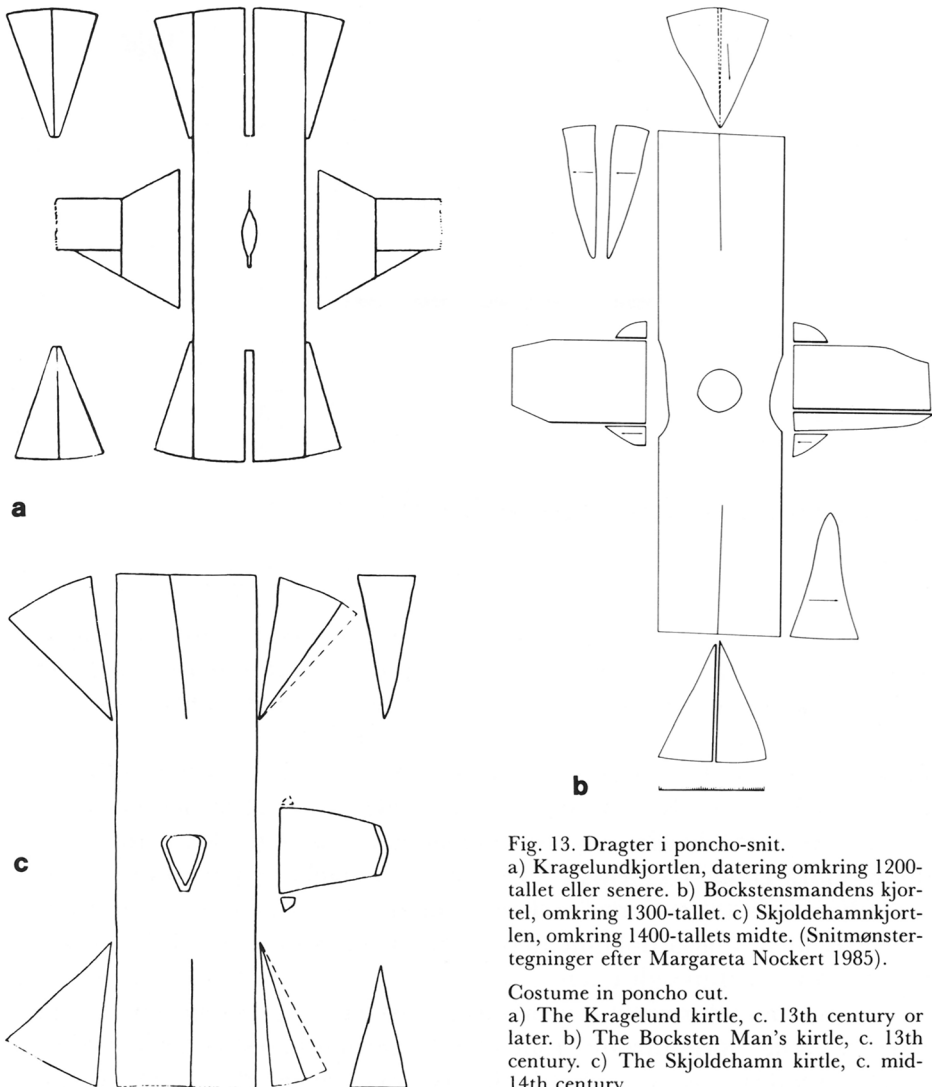 a
b
c
Fig. 13. Dragter i poncho-snit.
a) Kragelundkjortlen, datering omkring 1200-
tallet eller senere. b) Bockstensmandens kjor-
tel, omkring 1300-tallet. c) Skjoldehamnkjort-
len, omkring 1400-tallets midte. (Snitmønster-
tegninger efter Margareta Nockert 1985).
Costume in poncho cut.
a) The Kragelund kirtle, c. 13th century or
later. b) The Bocksten Man's kirtle, c. 13th
century. c) The Skjoldehamn kirtle, c. mid-
14th century